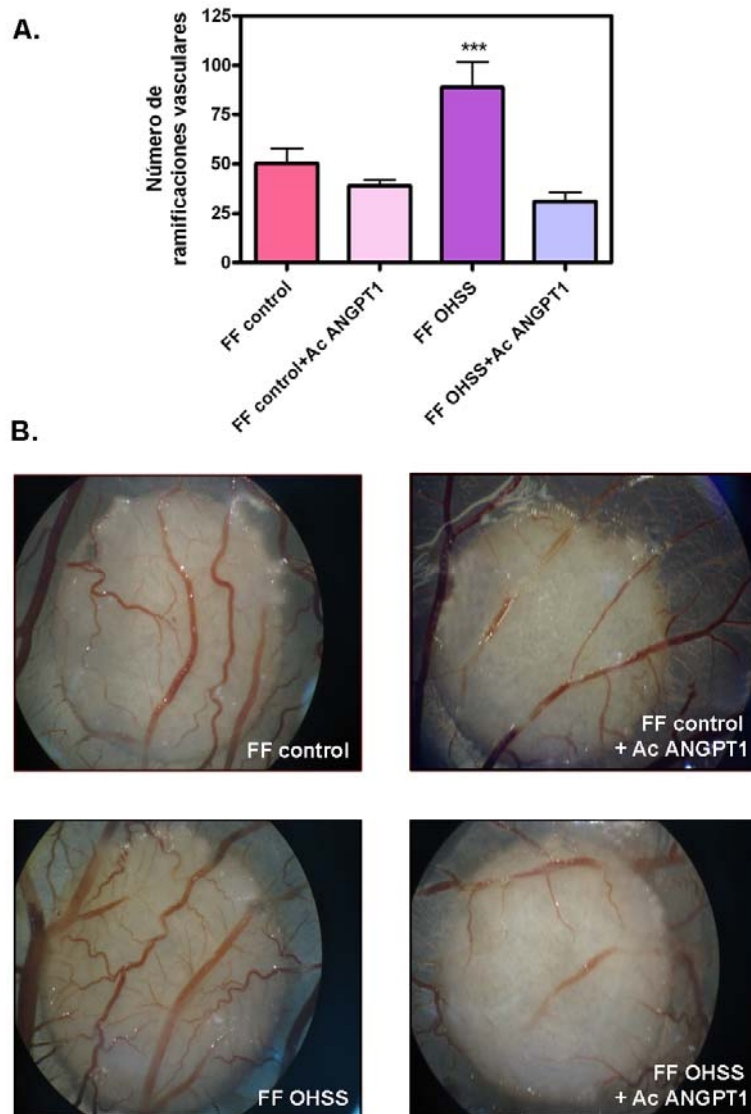 A.
Número de
ramificaciones vasculares
125
100
75
50
25
0
***
FF control
FF control+Ac ANGPT1
FF OHSS
FF OHSS+Ac ANGPT1
B.
FF control
FF control
+ Ac ANGPT1
FF OHSS
FF OHSS
+ Ac ANGPT1